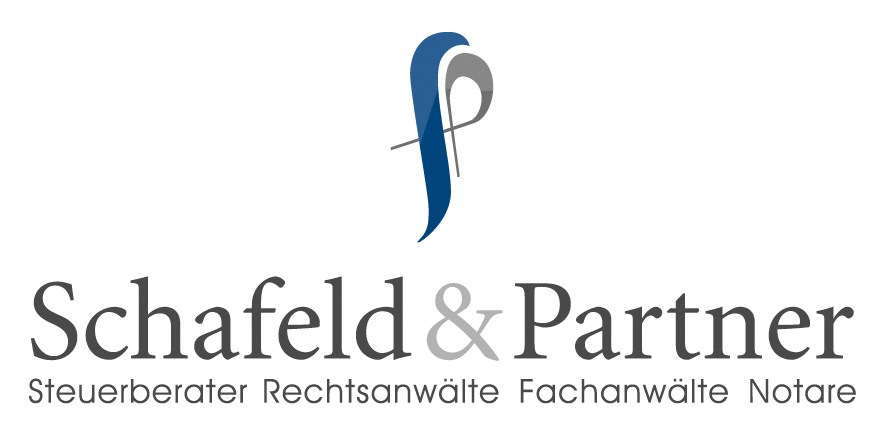 Schafeld & Partner
Steuerberater Rechtsanwälte Fachanwälte Notare